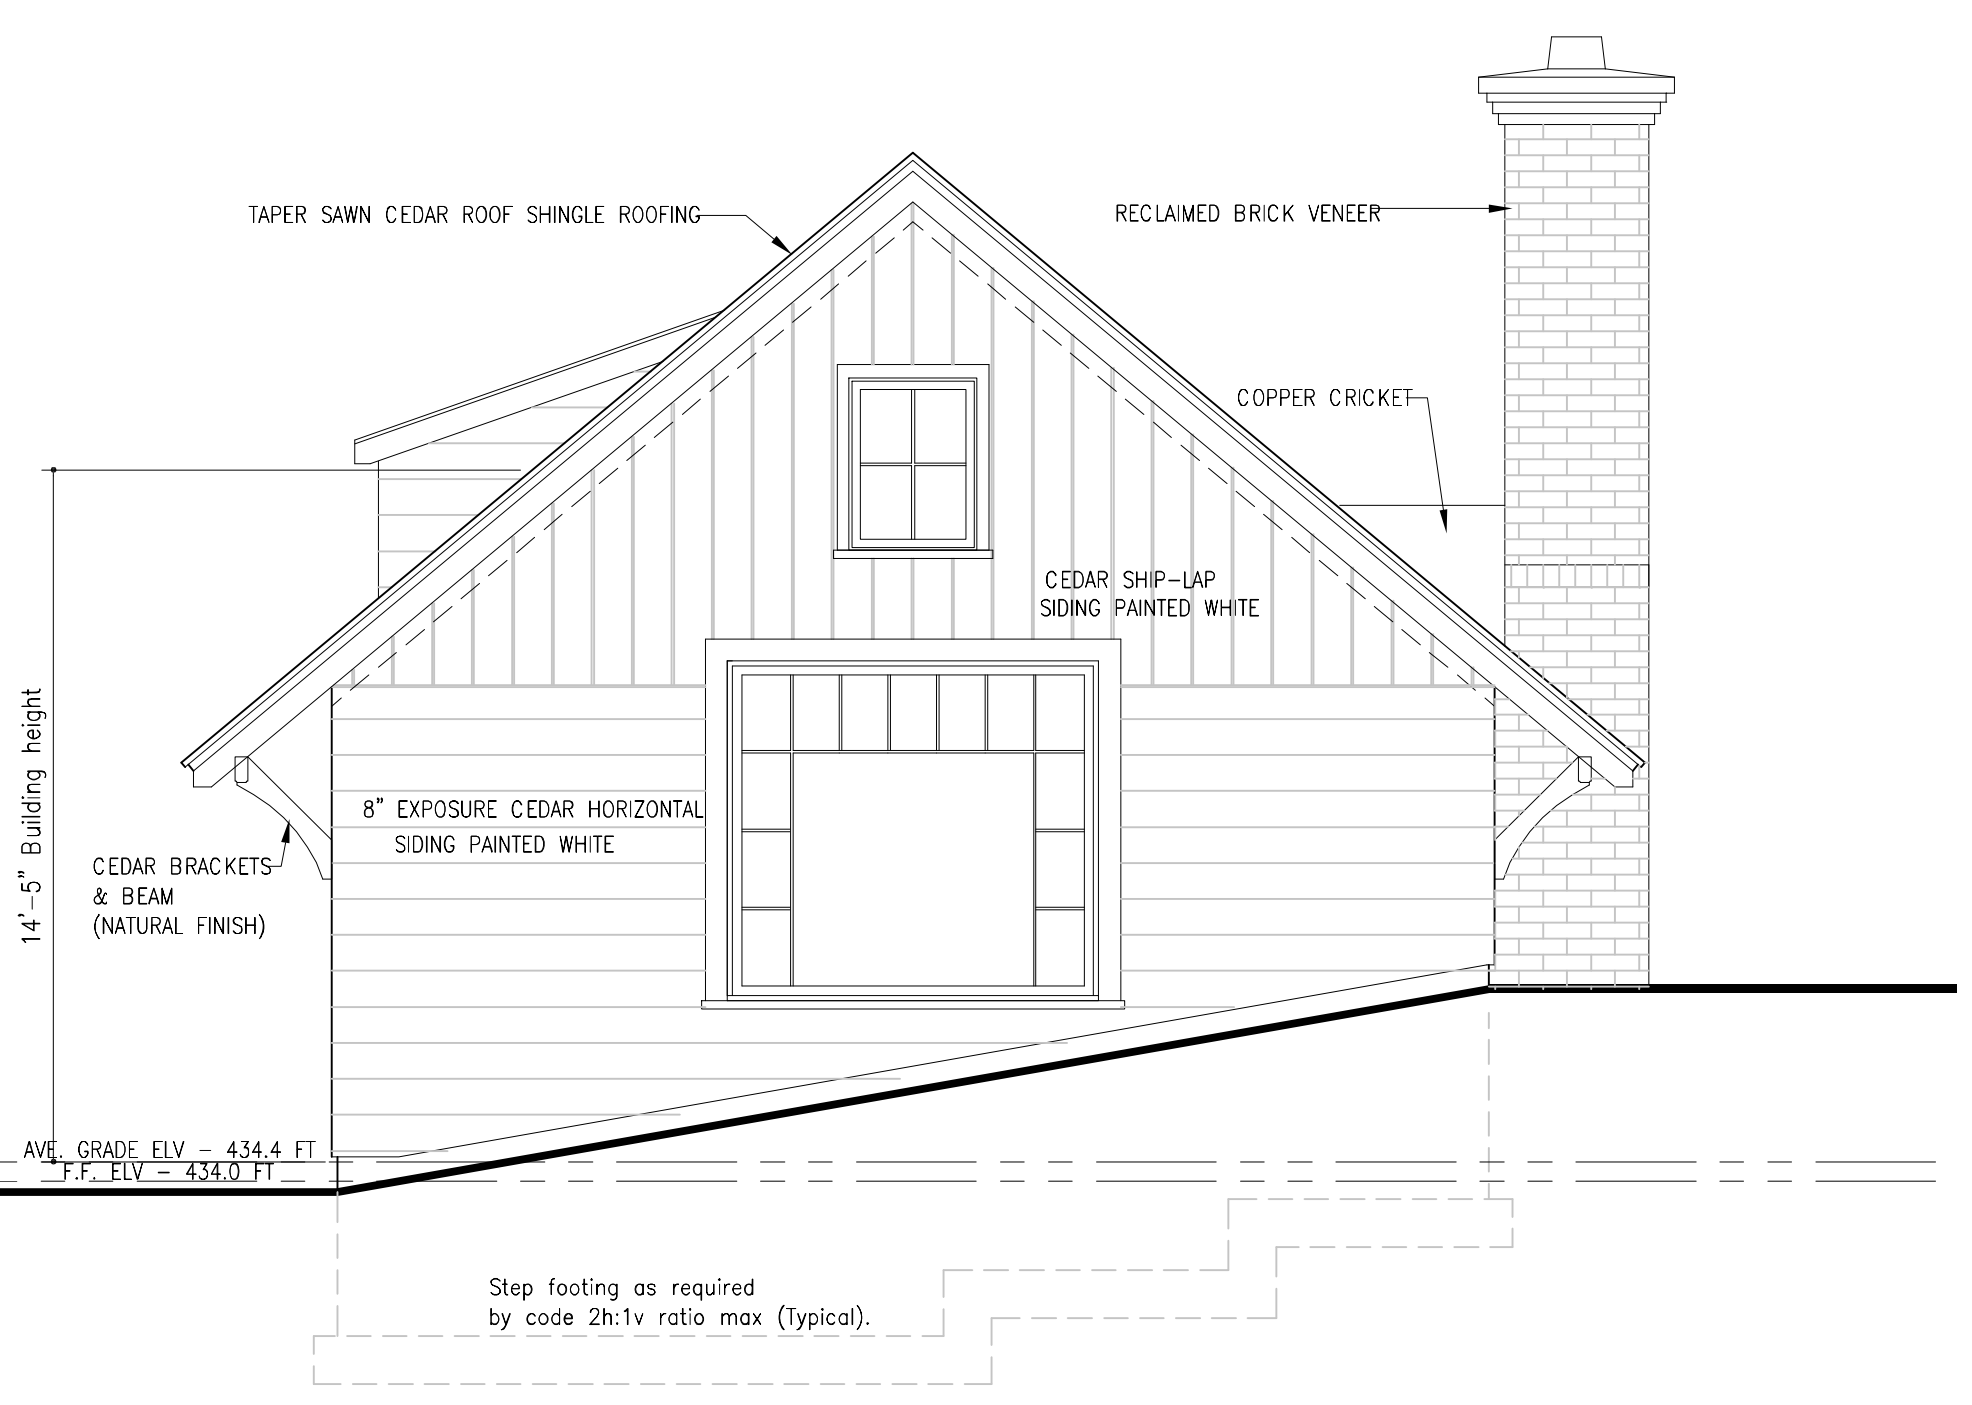 TAPER SAWN CEDAR ROOF SHINGLE ROOFING
RECLAIMED BRICK VENEER
COPPER CRICKET
CEDAR SHIP-LAP
SIDING PAINTED WHITE
14'-5" Building height
8" EXPOSURE CEDAR HORIZONTAL
SIDING PAINTED WHITE
CEDAR BRACKETS
& BEAM
(NATURAL FINISH)
AVE. GRADE ELV - 434.4 FT
F.F. ELV - 434.0 FT
Step footing as required
by code 2h:1v ratio max (Typical).